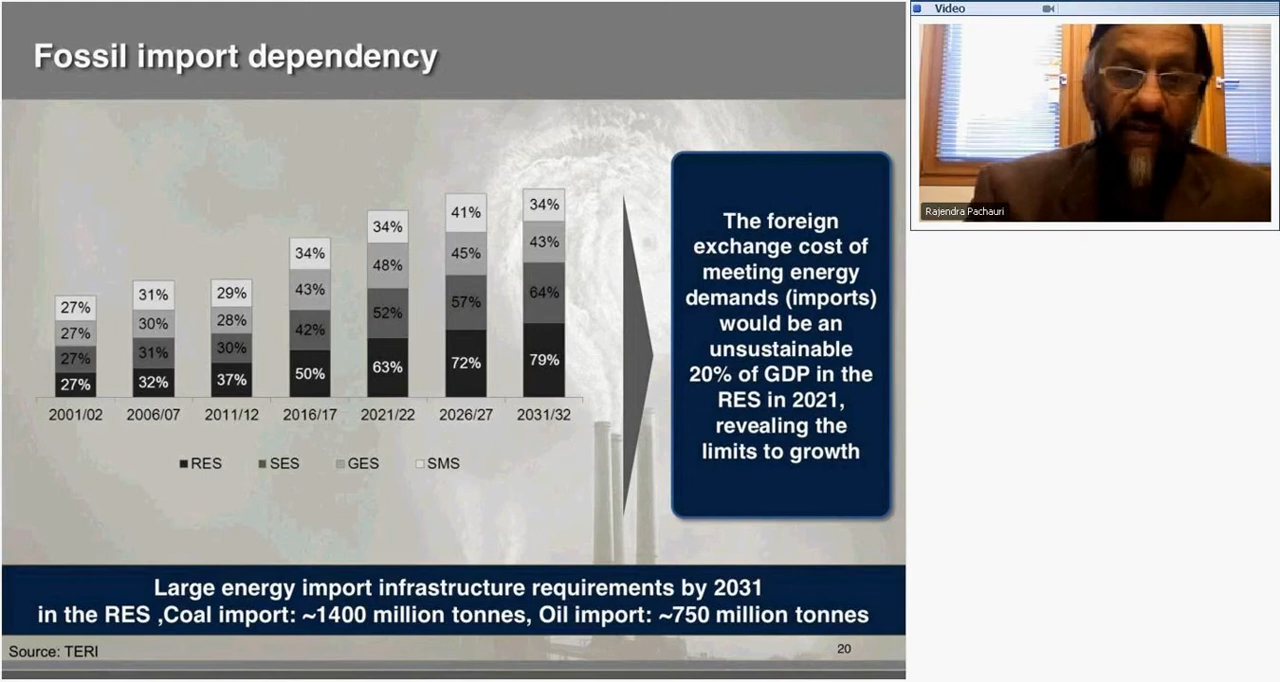 Fossil import dependency
34%
41%
34%
34%
43%
48%
45%
31%
29%
43%
64%
27%
52%
57%
30%
28%
42%
27%
31%
30%
79%
27%
63%
72%
50%
27%
32%
37%
2001/02 2006/07 2011/12 2016/17 2021/22 2026/27 2031/32
RES SES GES SMS
The foreign
exchange cost of
meeting energy
demands (imports)
would be an
unsustainable
20% of GDP in the
RES in 2021,
revealing the
limits to growth
Large energy import infrastructure requirements by 2031
in the RES ,Coal import: ~1400 million tonnes, Oil import: ~750 million tonnes
Source: TERI
20
Video
Rajendra Pachauri